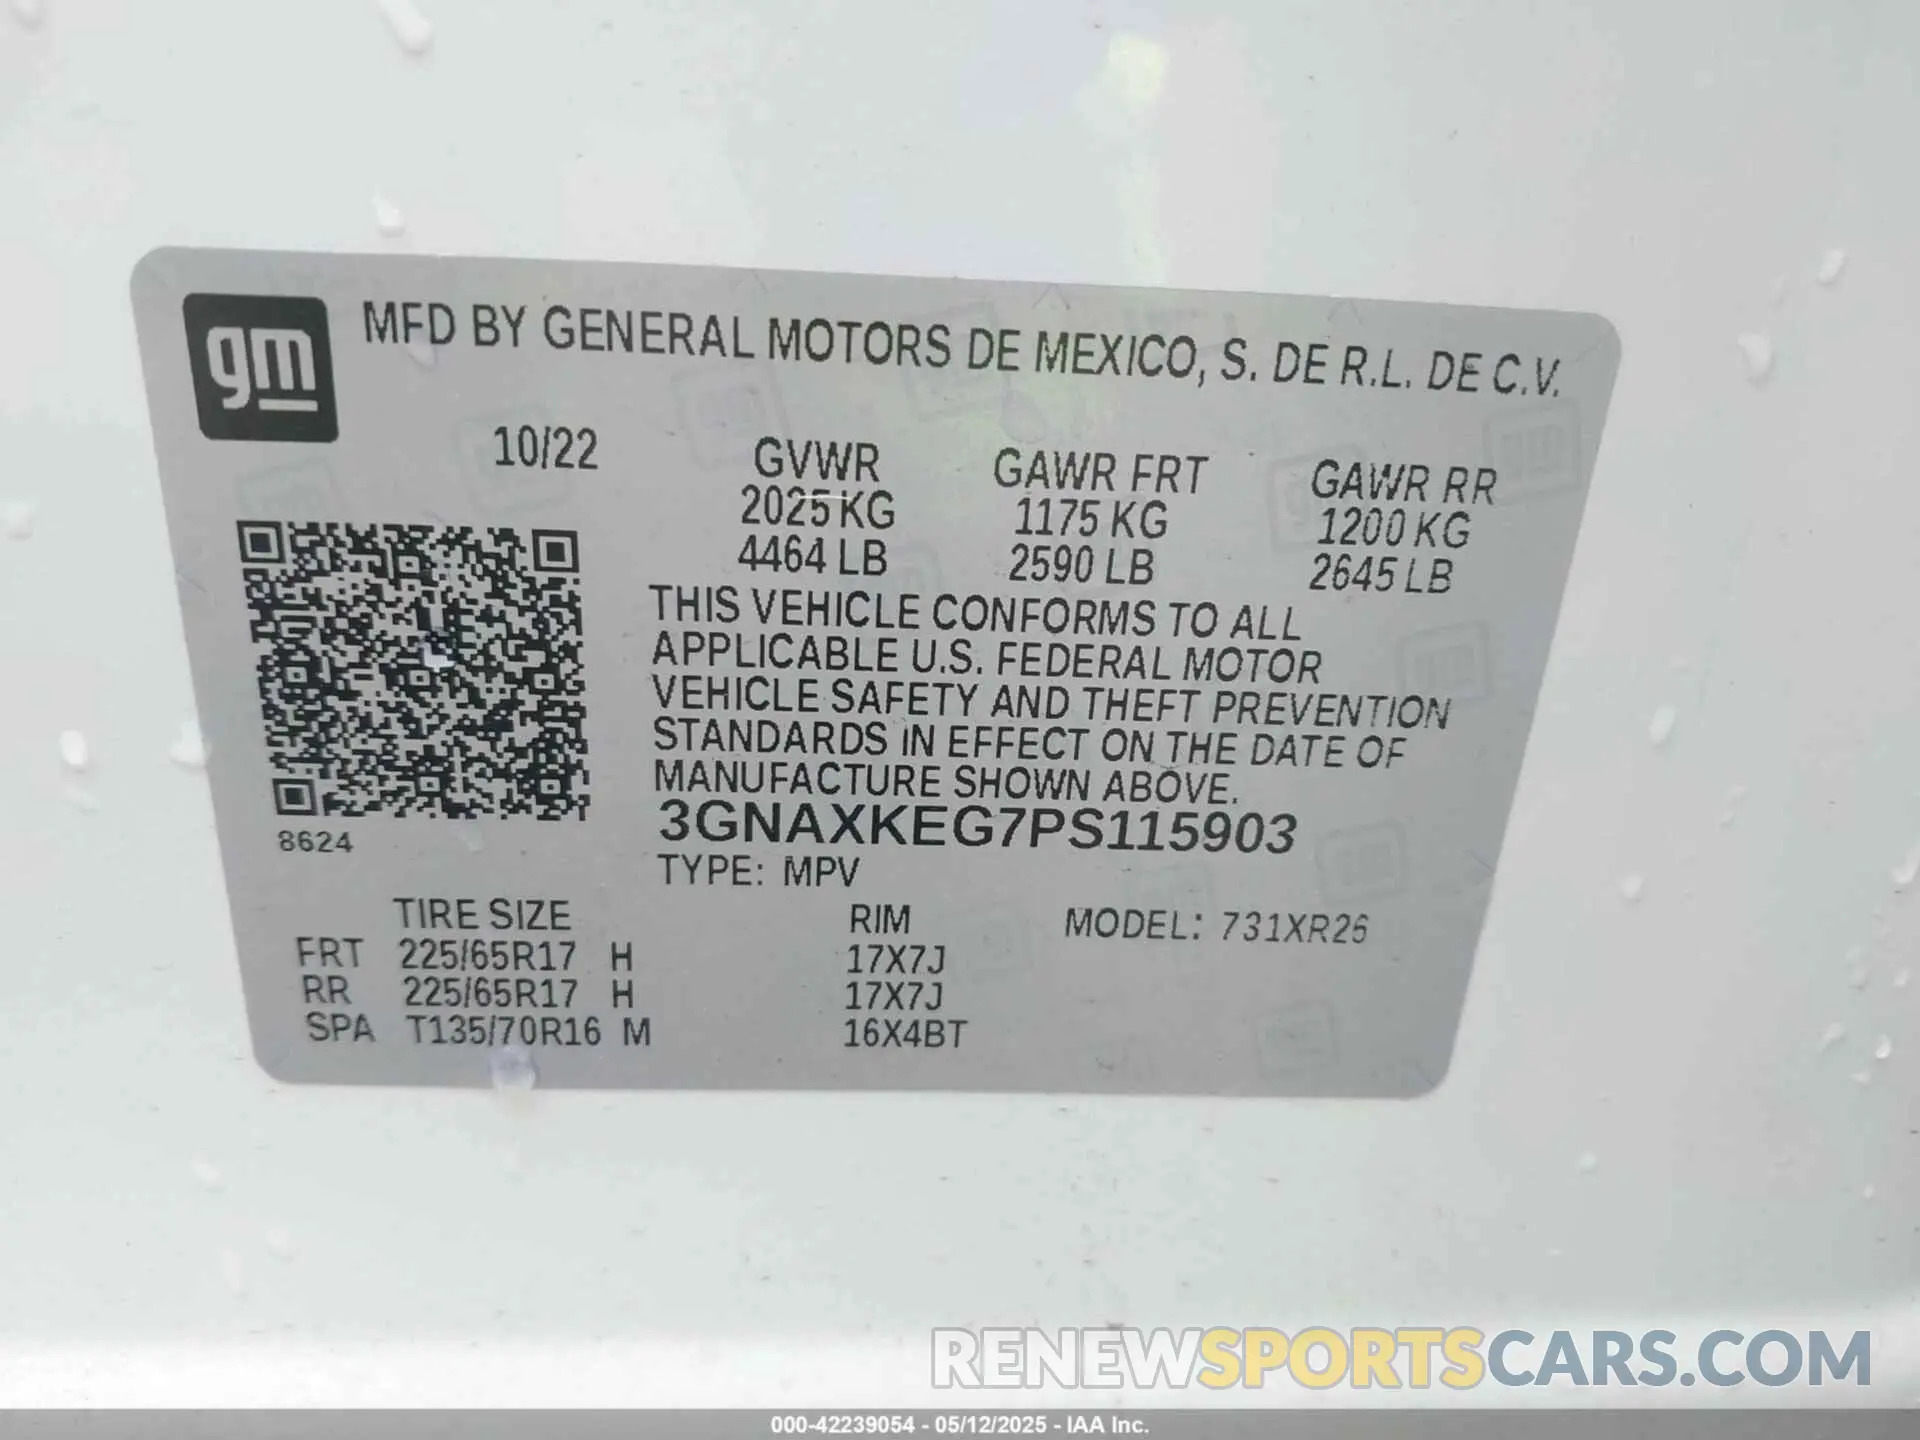 gm
MFD BY GENERAL MOTORS DE MEXICO, S. DE R.L. DE C.V.
10/22 GVWR GAWR FRT GAWR RR
2025 KG 1175 KG 1200 KG
4464 LB 2590 LB 2645 LB
THIS VEHICLE CONFORMS TO ALL
APPLICABLE U.S. FEDERAL MOTOR
VEHICLE SAFETY AND THEFT PREVENTION
STANDARDS IN EFFECT ON THE DATE OF
MANUFACTURE SHOWN ABOVE.
3GNAXKEG7PS115903
8624
TYPE: MPV
TIRE SIZE RIM MODEL: 731XR26
FRT 225/65R17 H 17X7J
RR 225/65R17 H 17X7J
SPA T135/70R16 M 16X4BT
RENEWSPORTSCARS.COM
000-42239054 - 05/12/2025 - IAA Inc.